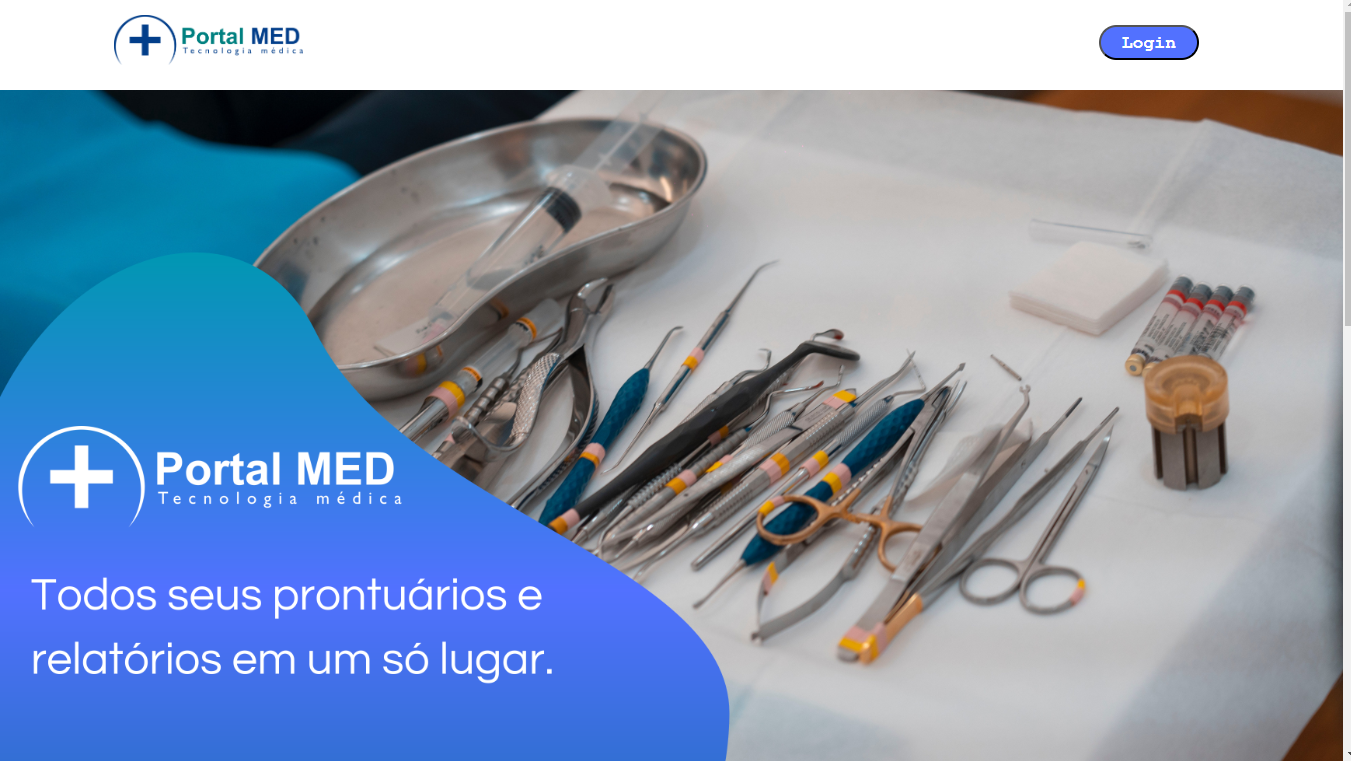 Portal MED
Tecnologia médica
Login
Portal MED
Tecnologia médica
Todos seus prontuários e
relatórios em um só lugar.